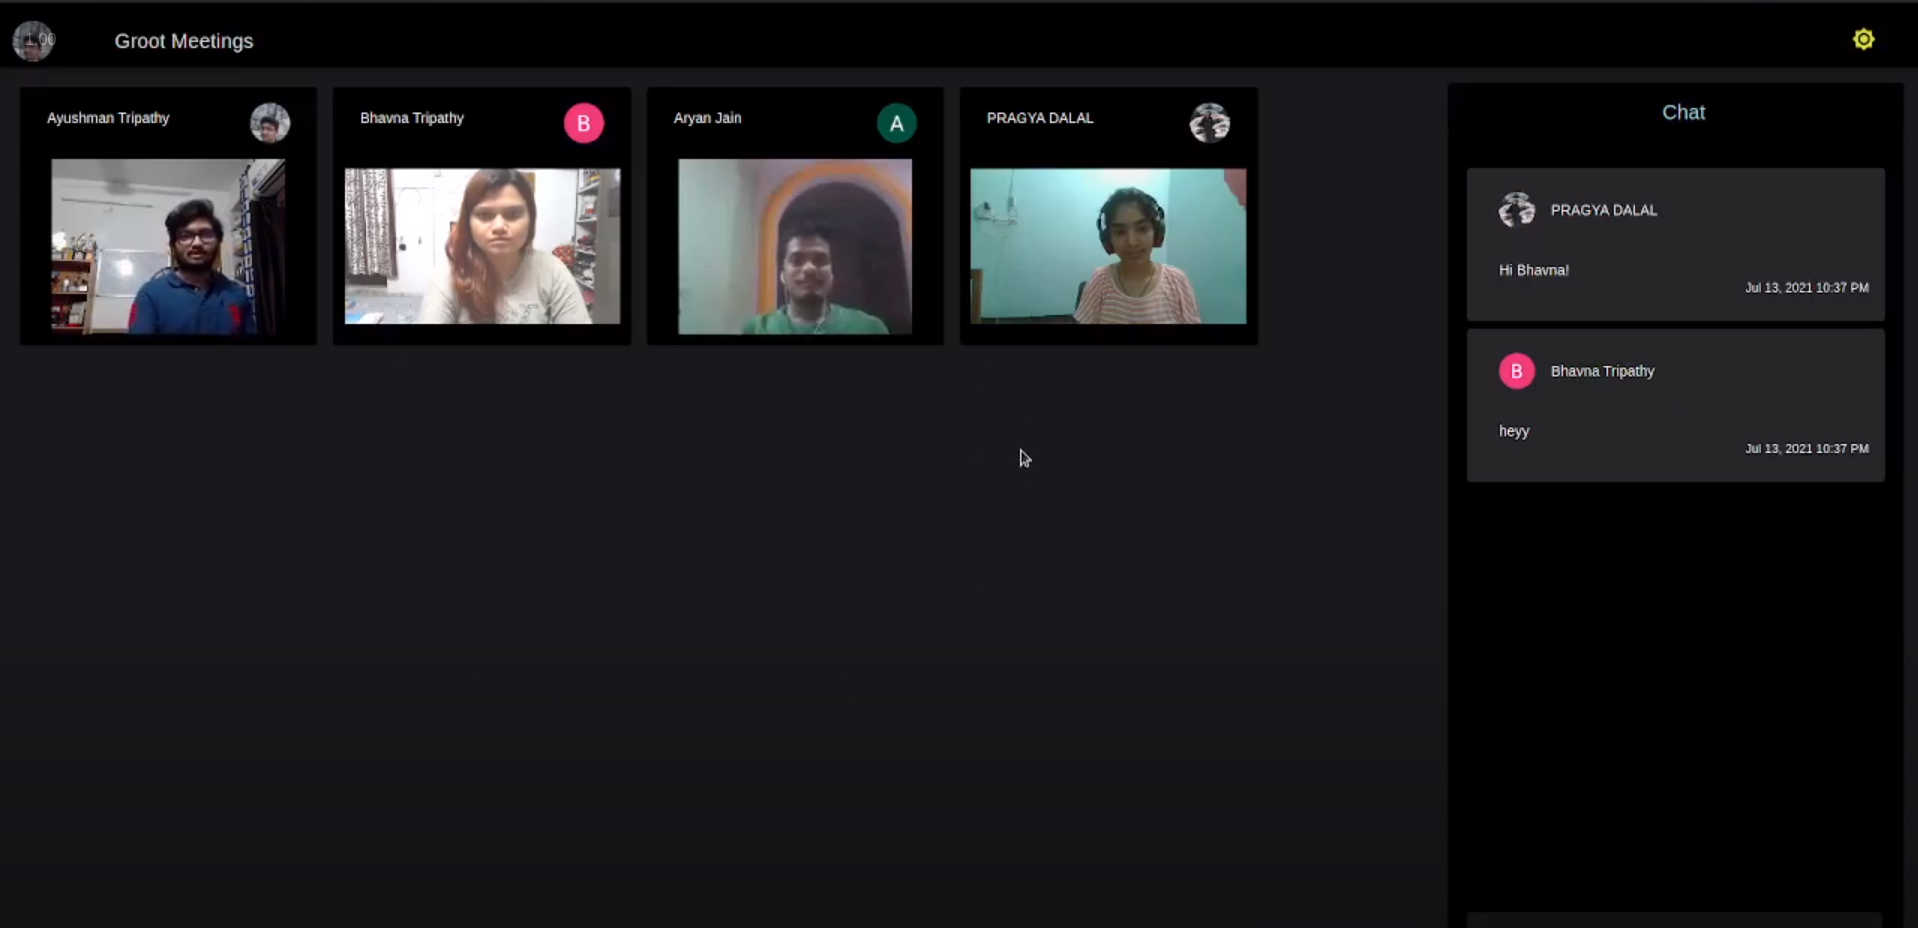 1.00
Groot Meetings
Ayushman Tripathy
Bhavna Tripathy
B
Aryan Jain
A
PRAGYA DALAL
Chat
PRAGYA DALAL
Hi Bhavna!
Jul 13, 2021 10:37 PM
B
Bhavna Tripathy
heyy
Jul 13, 2021 10:37 PM